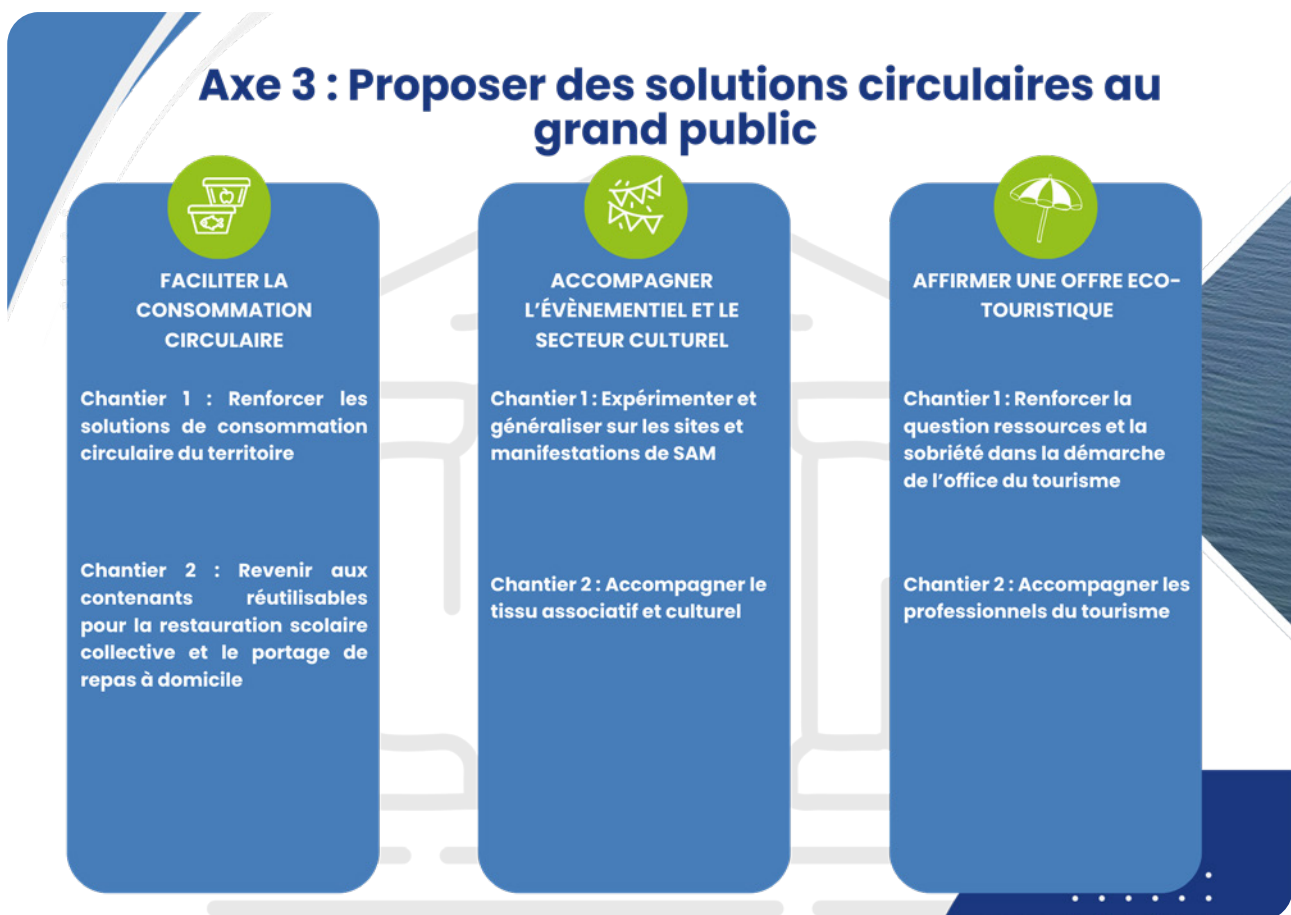 Axe 3 : Proposer des solutions circulaires au
grand public
FACILITER LA
CONSOMMATION
CIRCULAIRE
Chantier 1 : Renforcer les
solutions de consommation
circulaire du territoire
Chantier 2 : Revenir aux
contenants réutilisables
pour la restauration scolaire
collective et le portage de
repas à domicile
ACCOMPAGNER
L’ÉVÈNEMENTIEL ET LE
SECTEUR CULTUREL
Chantier 1 : Expérimenter et
généraliser sur les sites et
manifestations de SAM
Chantier 2 : Accompagner le
tissu associatif et culturel
AFFIRMER UNE OFFRE ECO-
TOURISTIQUE
Chantier 1 : Renforcer la
question ressources et la
sobriété dans la démarche
de l’office du tourisme
Chantier 2 : Accompagner les
professionnels du tourisme